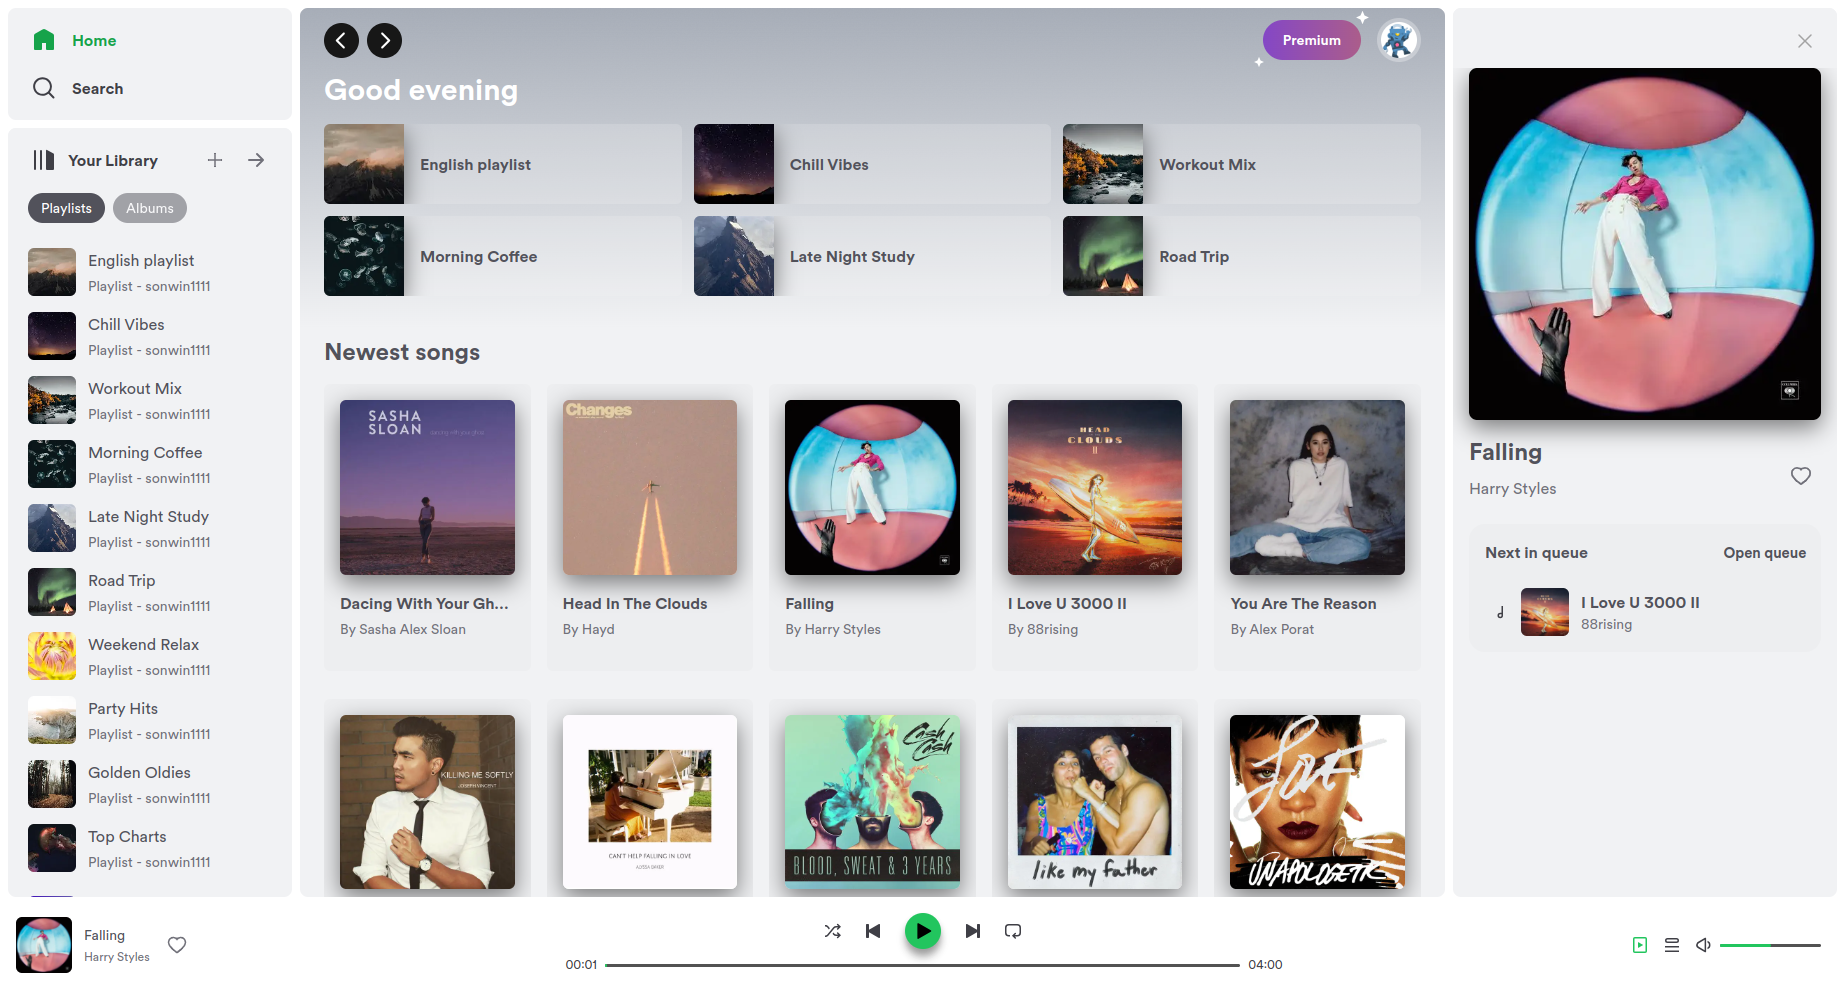 Home
Search
Your Library
Playlists
Albums
English playlist
Playlist - sonwin1111
Chill Vibes
Playlist - sonwin1111
Workout Mix
Playlist - sonwin1111
Morning Coffee
Playlist - sonwin1111
Late Night Study
Playlist - sonwin1111
Road Trip
Playlist - sonwin1111
Weekend Relax
Playlist - sonwin1111
Party Hits
Playlist - sonwin1111
Golden Oldies
Playlist - sonwin1111
Top Charts
Playlist - sonwin1111
Premium
Good evening
English playlist
Chill Vibes
Workout Mix
Morning Coffee
Late Night Study
Road Trip
Newest songs
SASHA
SLOAN
dancing with your ghost
Changes
HEAD
CLOUDS
II
Dacing With Your Gh...
By Sasha Alex Sloan
Head In The Clouds
By Hayd
Falling
By Harry Styles
I Love U 3000 II
By 88rising
You Are The Reason
By Alex Porat
KILLING ME SOFTLY
JOSEPH VINCENT
CAN'T HELP FALLING IN LOVE
Cash
Cash
BLOOD, SWEAT & 3 YEARS
like my father
Love
UNAPOLOGETIC
Falling
Harry Styles
Next in queue
Open queue
I Love U 3000 II
88rising
Falling
Harry Styles
00:01
04:00